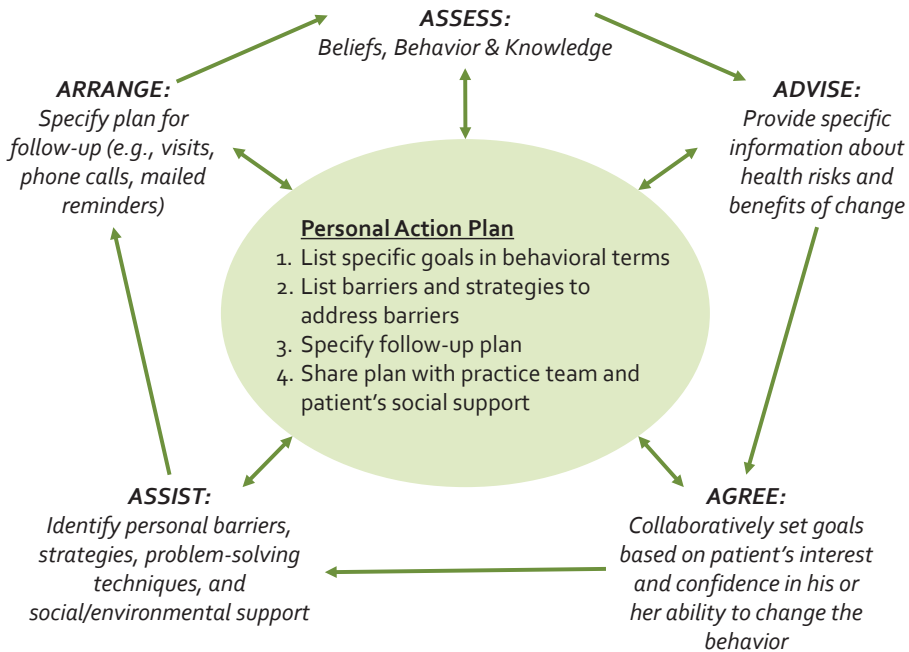 ASSESS:
Beliefs, Behavior & Knowledge
ADVISE:
Provide specific
information about
health risks and
benefits of change
AGREE:
Collaboratively set goals
based on patient’s interest
and confidence in his or
her ability to change the
behavior
ASSIST:
Identify personal barriers,
strategies, problem-solving
techniques, and
social/environmental support
ARRANGE:
Specify plan for
follow-up (e.g., visits,
phone calls, mailed
reminders)
Personal Action Plan
1. List specific goals in behavioral terms
2. List barriers and strategies to
address barriers
3. Specify follow-up plan
4. Share plan with practice team and
patient’s social support